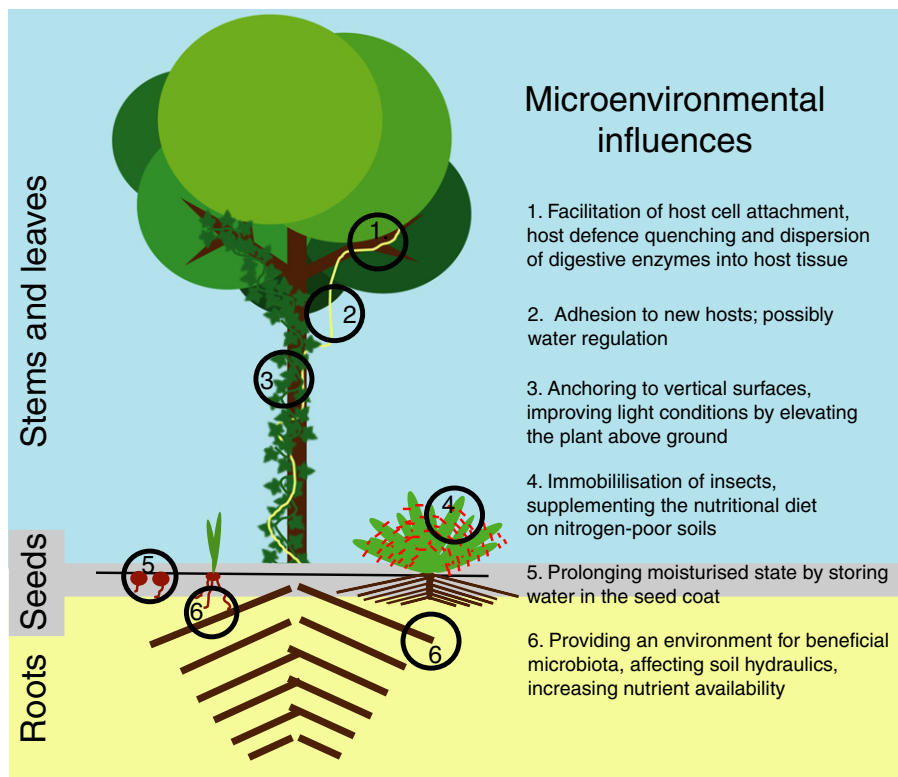 Microenvironmental
influences
Stems and leaves
Seeds
Roots
1.
2
3
4
5
6
6
1. Facilitation of host cell attachment,
host defence quenching and dispersion
of digestive enzymes into host tissue
2. Adhesion to new hosts; possibly
water regulation
3. Anchoring to vertical surfaces,
improving light conditions by elevating
the plant above ground
4. Immobililisation of insects,
supplementing the nutritional diet
on nitrogen-poor soils
5. Prolonging moisturised state by storing
water in the seed coat
6. Providing an environment for beneficial
microbiota, affecting soil hydraulics,
increasing nutrient availability